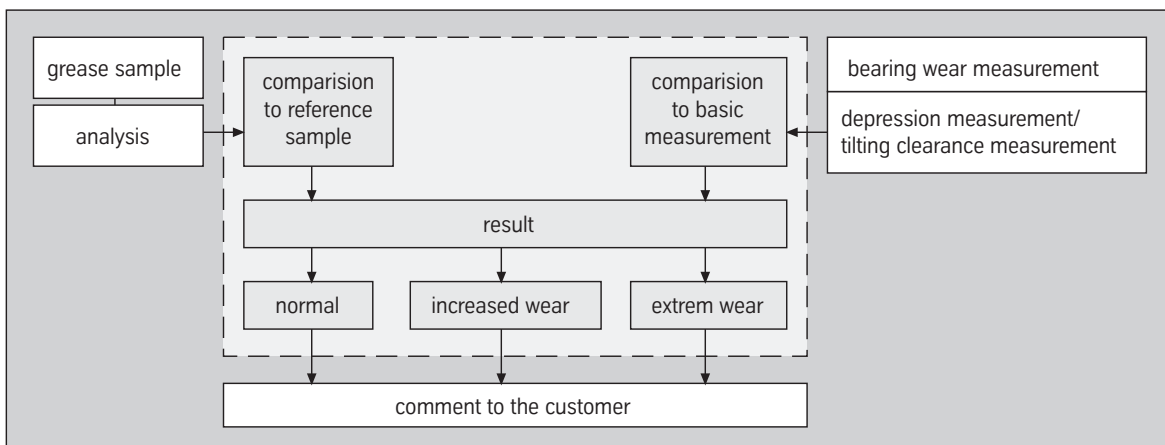 grease sample
analysis
comparision
to reference
sample
comparision
to basic
measurement
bearing wear measurement
depression measurement/
tilting clearance measurement
result
normal
increased wear
extrem wear
comment to the customer